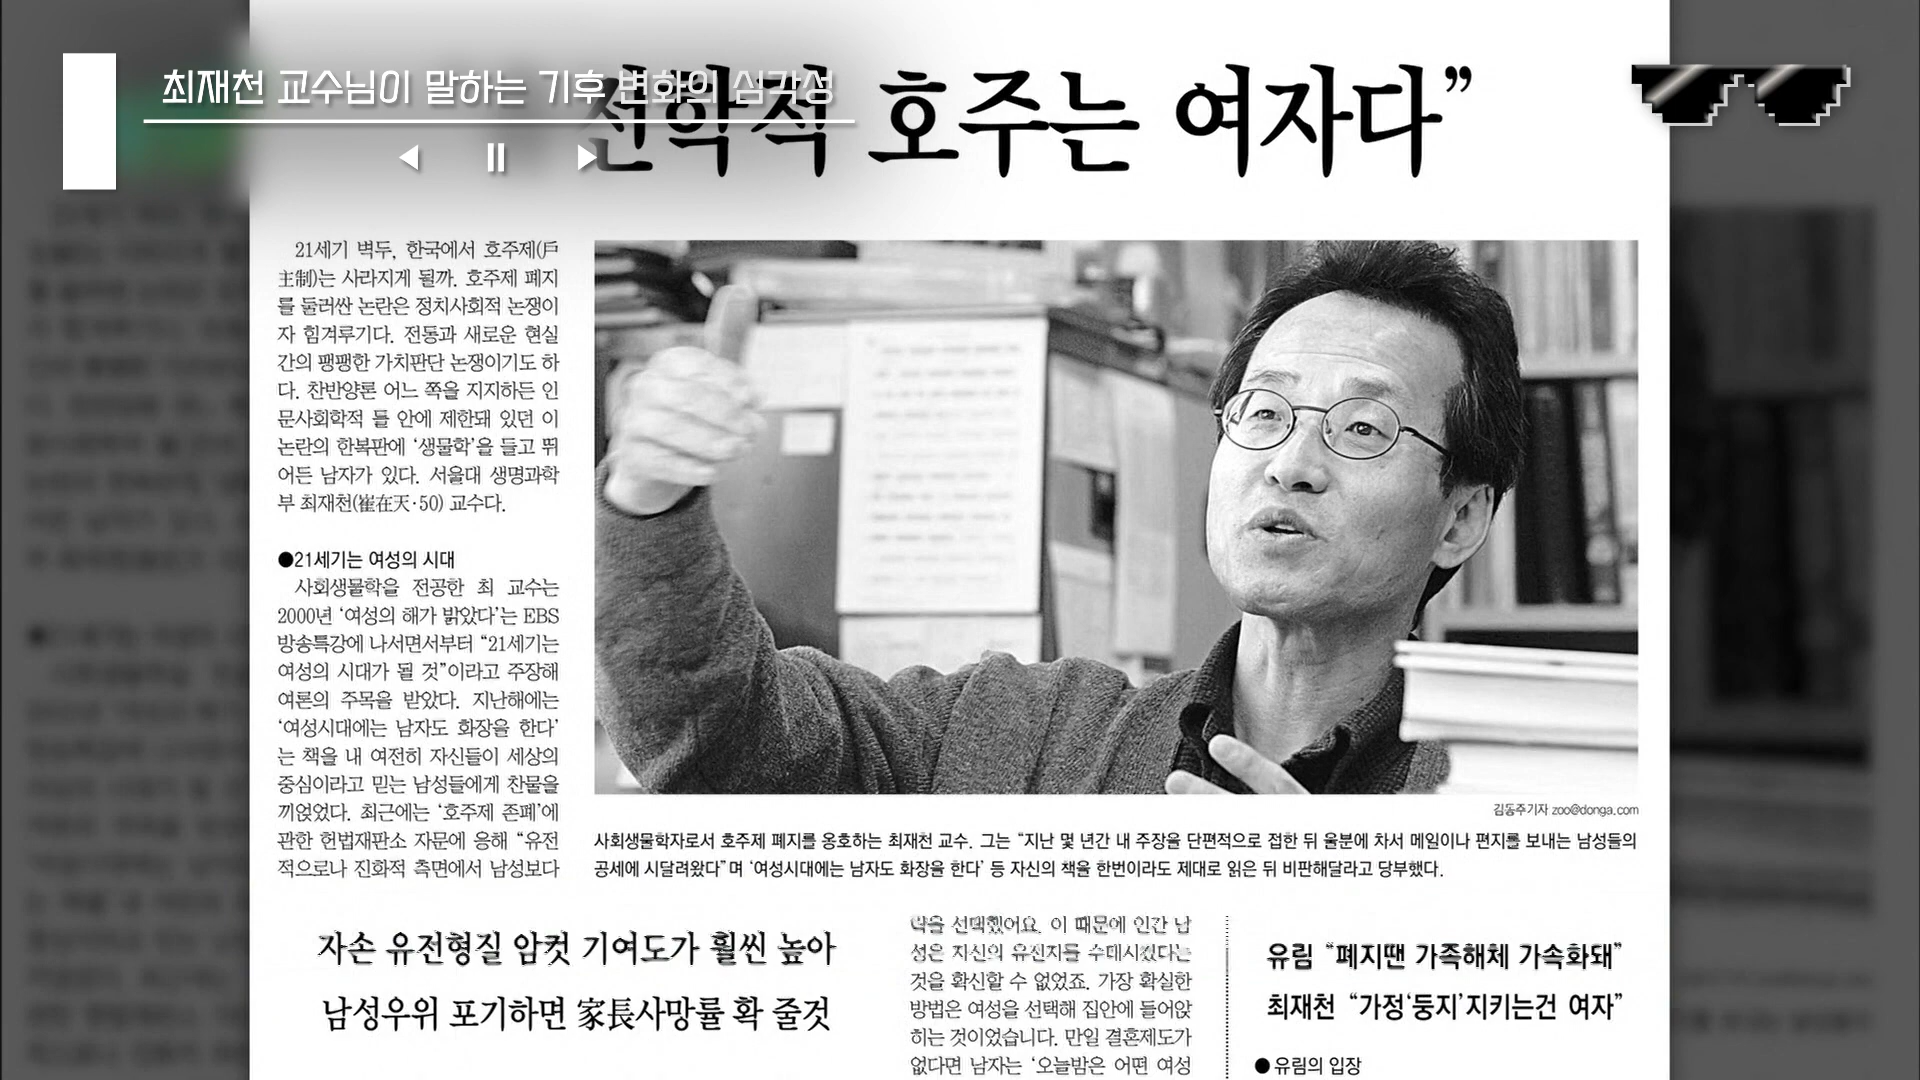 최재천 교수님이 말하는 기후 변화의 심각성
호주는 여자다”
21세기 벽두, 한국에서 호주제(戶
主制)는 사라지게 될까. 호주제 폐지
를 둘러싼 논란은 정치사회적 논쟁이
자 힘겨루기다. 전통과 새로운 현실
간의 팽팽한 가치판단 논쟁이기도 하
다. 찬반양론 어느 쪽을 지지하든 인
문사회학적 틀 안에 제한돼 있던 이
논란의 한복판에 ‘생물학’을 들고 뛰
어든 남자가 있다. 서울대 생명과학
부 최재천(崔在天·50) 교수다.
●21세기는 여성의 시대
사회생물학을 전공한 최 교수는
2000년 ‘여성의 해가 밝았다’는 EBS
방송특강에 나서면서부터 “21세기는
여성의 시대가 될 것”이라고 주장해
여론의 주목을 받았다. 지난해에는
‘여성시대에는 남자도 화장을 한다’
는 책을 내 여전히 자신들이 세상의
중심이라고 믿는 남성들에게 찬물을
끼얹었다. 최근에는 ‘호주제 존폐’에
관한 헌법재판소 자문에 응해 “유전
적으로나 진화적 측면에서 남성보다
김동주기자 zoo@donga.com
사회생물학자로서 호주제 폐지를 옹호하는 최재천 교수. 그는 “지난 몇 년간 내 주장을 단편적으로 접한 뒤 울분에 차서 메일이나 편지를 보내는 남성들의
공세에 시달려왔다”며 ‘여성시대에는 남자도 화장을 한다’ 등 자신의 책을 한번이라도 제대로 읽은 뒤 비판해달라고 당부했다.
자손 유전형질 암컷 기여도가 훨씬 높아
남성우위 포기하면 家長사망률 확 줄것
략을 선택했어요. 이 때문에 인간 남
성은 자신의 유전자를 수태시켰다는
것을 확신할 수 없었죠. 가장 확실한
방법은 여성을 선택해 집안에 들어앉
히는 것이었습니다. 만일 결혼제도가
없다면 남자는 ‘오늘밤은 어떤 여성
유림 “폐지땐 가족해체 가속화돼”
최재천 “가정‘둥지’지키는건 여자”
●유림의 입장